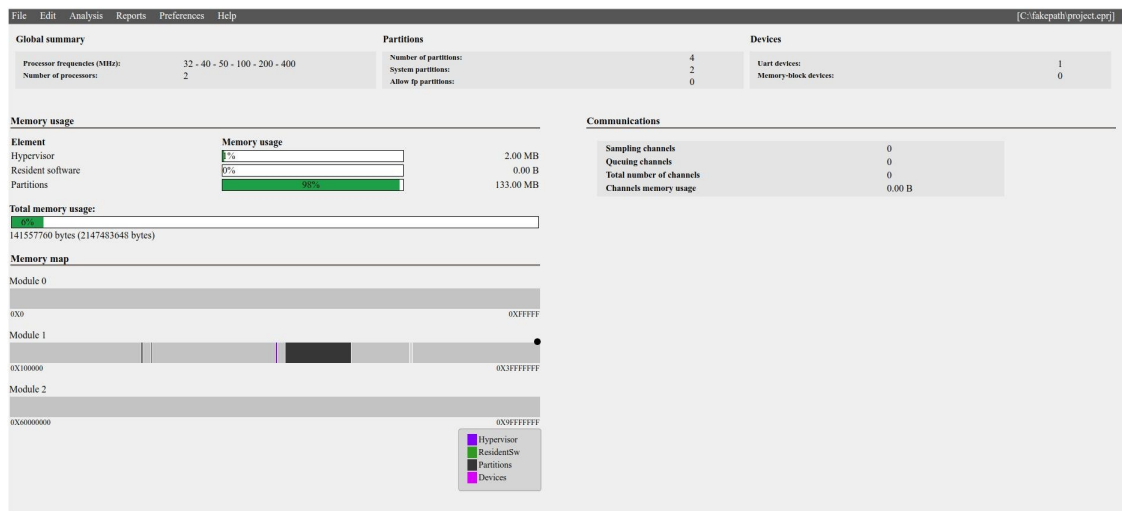 File Edit Analysis Reports Preferences Help [C:\fakepath\project.eprj]
Global summary
Processor frequencies (MHz): 32 - 40 - 50 - 100 - 200 - 400
Number of processors: 2
Partitions
Number of partitions: 4
System partitions: 2
Allow fp partitions: 0
Devices
Uart devices: 1
Memory-block devices: 0
Memory usage
Element Memory usage
Hypervisor 1% 2.00 MB
Resident software 0% 0.00 B
Partitions 98% 133.00 MB
Total memory usage:
6%
141557760 bytes (2147483648 bytes)
Communications
Sampling channels 0
Queuing channels 0
Total number of channels 0
Channels memory usage 0.00 B
Memory map
Module 0
0X0 0XFFFFF
Module 1
0X100000 0X3FFFFFFF
Module 2
0X60000000 0X9FFFFFFF
Hypervisor
ResidentSw
Partitions
Devices